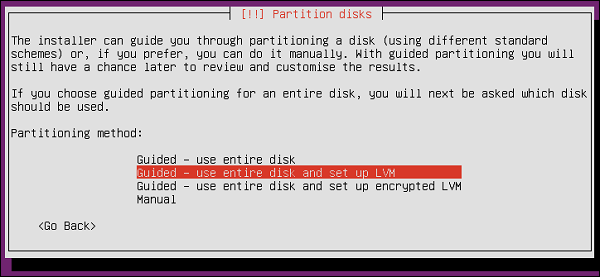 [!!] Partition disks
The installer can guide you through partitioning a disk (using different standard
schemes) or, if you prefer, you can do it manually. With guided partitioning you will
still have a chance later to review and customise the results.
If you choose guided partitioning for an entire disk, you will next be asked which disk
should be used.
Partitioning method:
Guided - use entire disk
Guided - use entire disk and set up LVM
Guided - use entire disk and set up encrypted LVM
Manual
<Go Back>